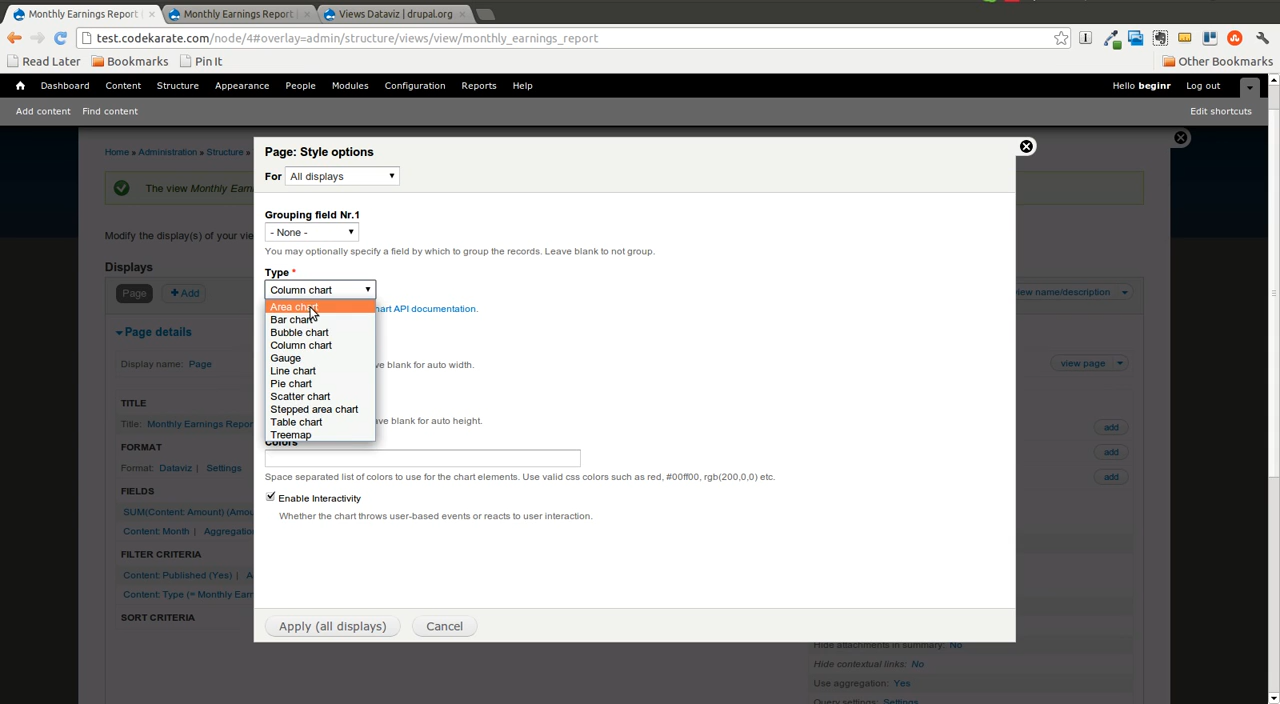 Monthly Earnings Report
Monthly Earnings Report
Views Dataviz | drupal.org
test.codekarate.com/node/4#overlay=admin/structure/views/view/monthly_earnings_report
Read Later Bookmarks Pin It Other Bookmarks
Dashboard Content Structure Appearance People Modules Configuration Reports Help Hello beginr Log out
Add content Find content Edit shortcuts
Home » Administration » Structure »
The view Monthly Earn
Modify the display(s) of your vie
Displays
Page + Add
view name/description
Page details
Display name: Page
view page
TITLE
Title: Monthly Earnings Repor
add
FORMAT
add
Format: Dataviz | Settings
add
FIELDS
SUM(Content: Amount) (Amou
Content: Month | Aggregation
FILTER CRITERIA
Content: Published (Yes) | A
Content: Type (= Monthly Earn
SORT CRITERIA
Page: Style options
For All displays
Grouping field Nr.1
- None -
You may optionally specify a field by which to group the records. Leave blank to not group.
Type *
Column chart
Area chart
hart API documentation.
Bar chart
Bubble chart
Column chart
Gauge
ve blank for auto width.
Line chart
Pie chart
Scatter chart
Stepped area chart
Table chart
ave blank for auto height.
Treemap
Colors
Space separated list of colors to use for the chart elements. Use valid css colors such as red, #00ff00, rgb(200,0,0) etc.
Enable Interactivity
Whether the chart throws user-based events or reacts to user interaction.
Apply (all displays) Cancel
Hide attachments in summary: No
Hide contextual links: No
Use aggregation: Yes
Query settings: Settings